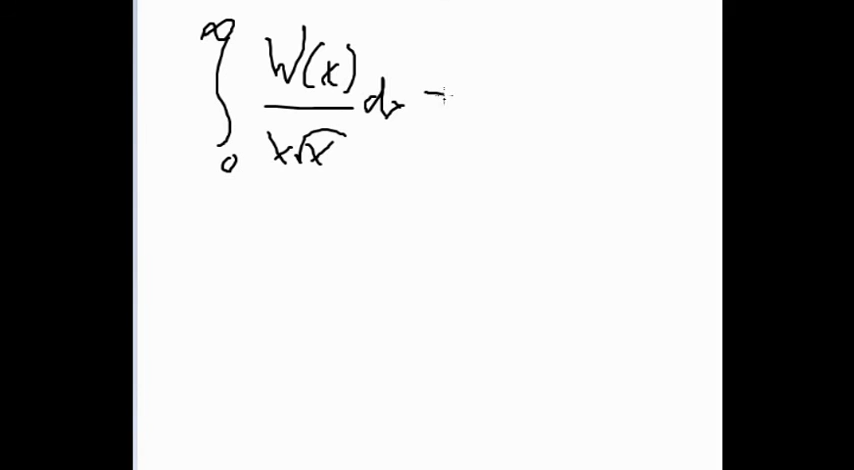 ∫₀^∞ W(x)/(x√x) dx =